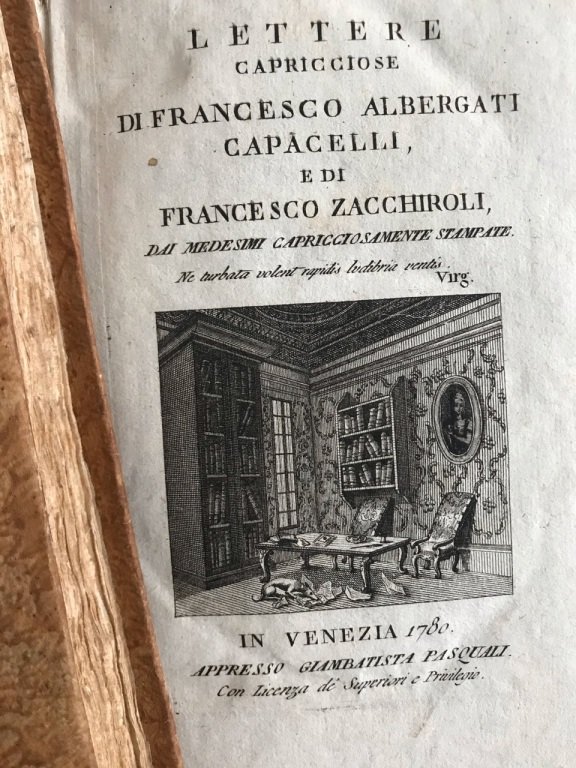 LETTERE
CAPRICCIOSE
DI FRANCESCO ALBERGATI
CAPACELLI,
E DI
FRANCESCO ZACCHIROLI,
DAI MEDESIMI CAPRICCIOSAMENTE STAMPATE.
Ne turbata volent rapidis ludibria ventis.
Virg.
IN VENEZIA 1780.
APPRESSO GIAMBATISTA PASQUALI.
Con Licenza de' Superiori e Privilegio.